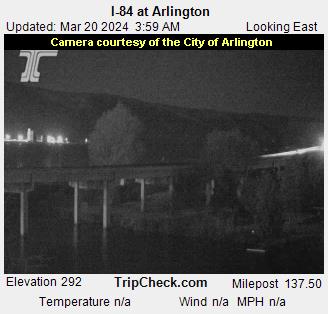 I-84 at Arlington
Updated: Mar 20 2024 3:59 AM Looking East
Camera courtesy of the City of Arlington
Elevation 292 TripCheck.com Milepost 137.50
Temperature n/a Wind n/a MPH n/a